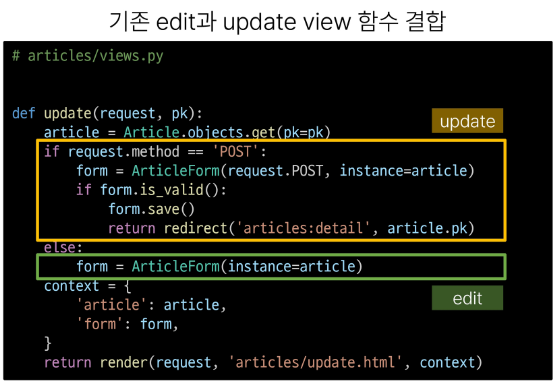 기존 edit과 update view 함수 결합
# articles/views.py
def update(request, pk):
    article = Article.objects.get(pk=pk)
update
    if request.method == 'POST':
        form = ArticleForm(request.POST, instance=article)
        if form.is_valid():
            form.save()
            return redirect('articles:detail', article.pk)
    else:
        form = ArticleForm(instance=article)
edit
    context = {
        'article': article,
        'form': form,
    }
    return render(request, 'articles/update.html', context)